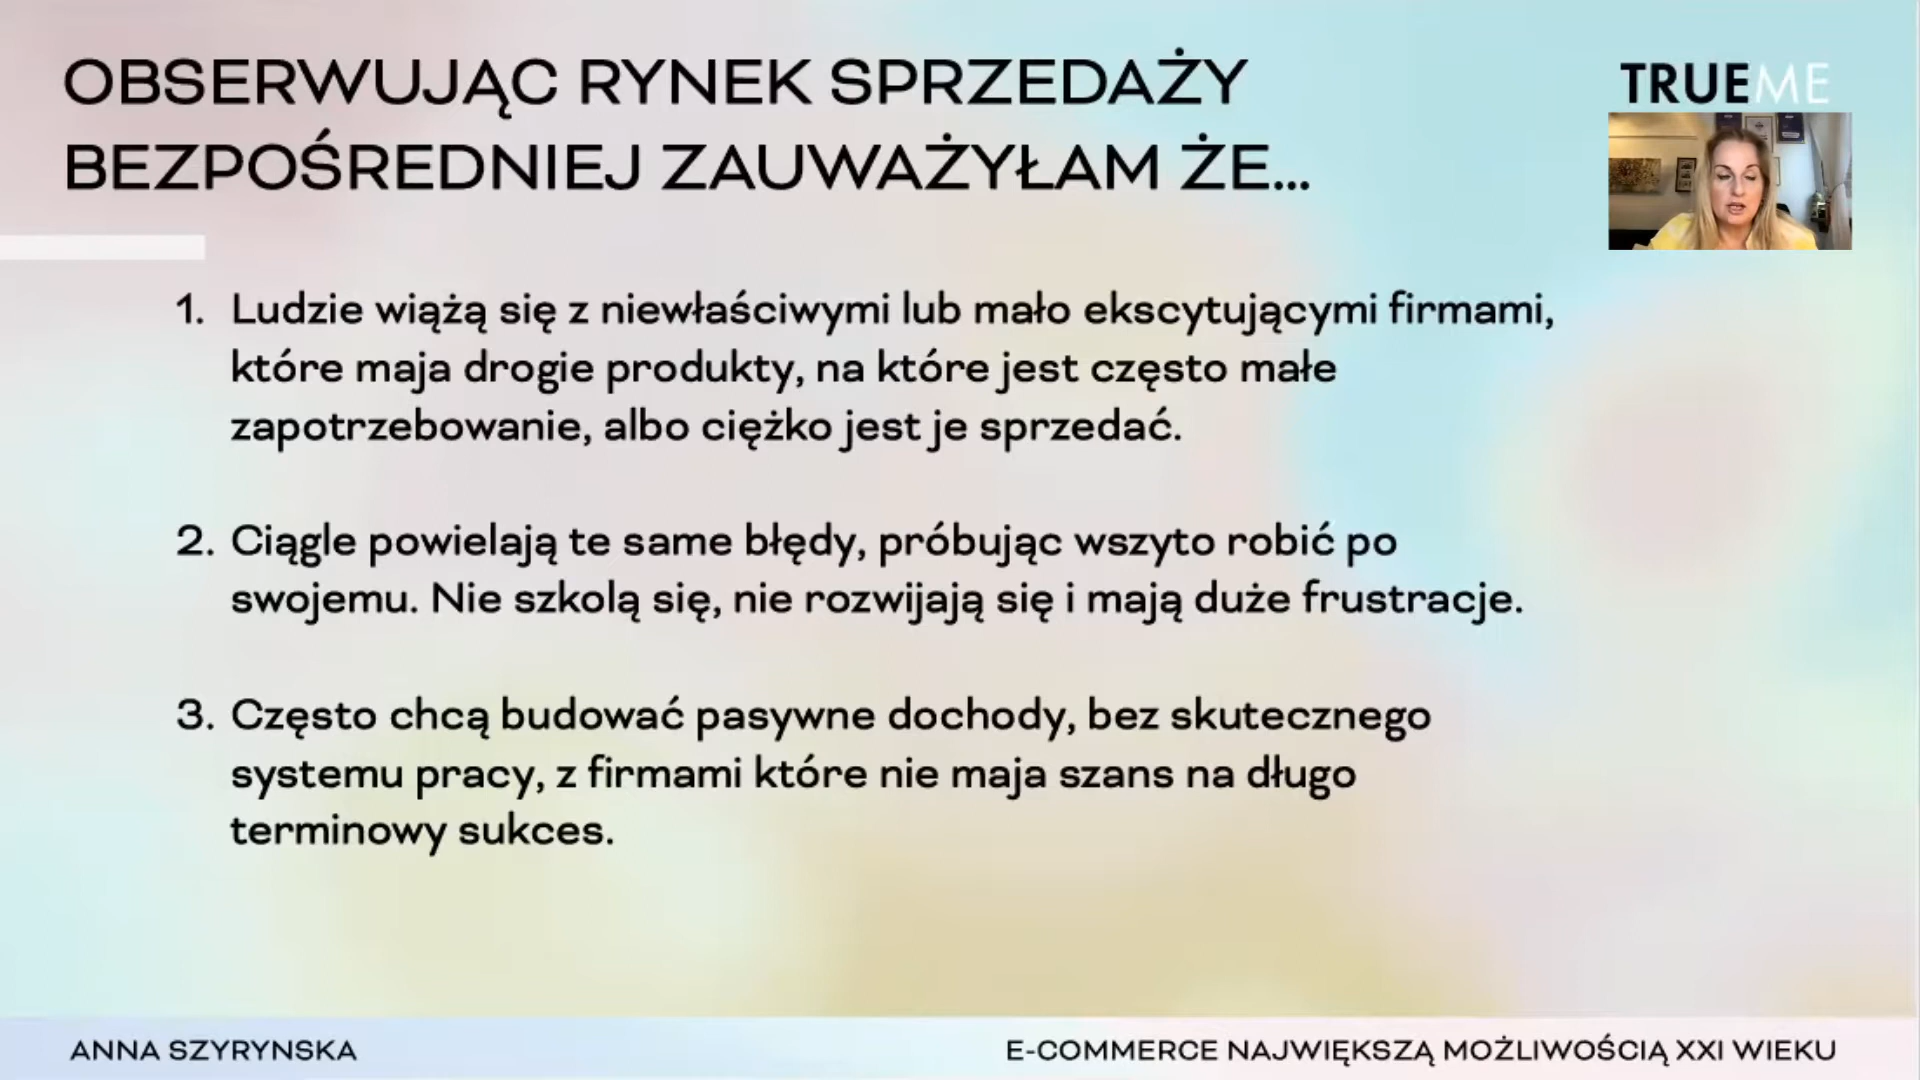 OBSERWUJĄC RYNEK SPRZEDAŻY
BEZPOŚREDNIEJ ZAUWAŻYŁAM ŻE...
TRUEME
1. Ludzie wiążą się z niewłaściwymi lub mało ekscytującymi firmami,
które maja drogie produkty, na które jest często małe
zapotrzebowanie, albo ciężko jest je sprzedać.
2. Ciągle powielają te same błędy, próbując wszyto robić po
swojemu. Nie szkolą się, nie rozwijają się i mają duże frustracje.
3. Często chcą budować pasywne dochody, bez skutecznego
systemu pracy, z firmami które nie maja szans na długo
terminowy sukces.
ANNA SZYRYNSKA
E-COMMERCE NAJWIĘKSZĄ MOŻLIWOŚCIĄ XXI WIEKU